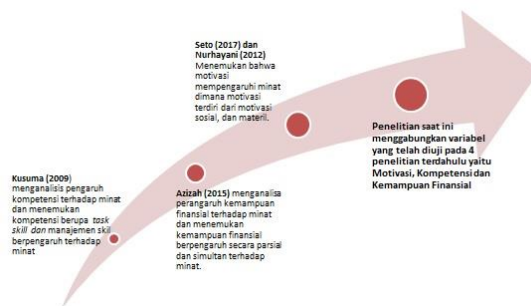 Seto (2017) dan
Nurhayani (2012)
Menemukan bahwa
motivasi
mempengaruhi minat
dimana motivasi
terdiri dari motivasi
sosial, dan materil.
Penelitian saat ini
menggabungkan variabel
yang telah diuji pada 4
penelitian terdahulu yaitu
Motivasi, Kompetensi dan
Kemampuan Finansial
Kusuma (2009)
menganalisis pengaruh
kompetensi terhadap minat
dan menemukan
kompetensi berupa task
skill dan manajemen skil
berpengaruh terhadap
minat
Azizah (2015) menganalisa
perangaruh kemampuan
finansial terhadap minat
dan menemukan
kemampuan finansial
berpengaruh secara parsial
dan simultan terhadap
minat.